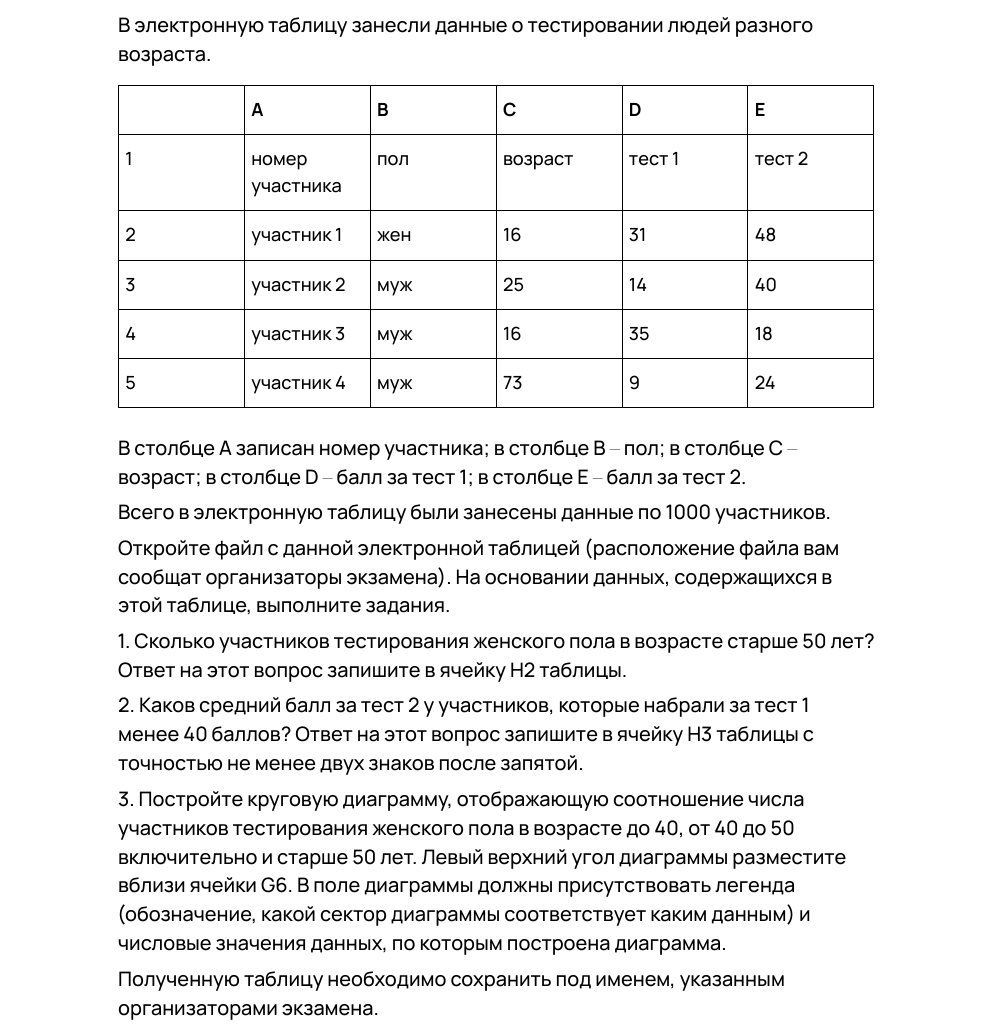 В электронную таблицу занесли данные о тестировании людей разного
возраста.
A B C D E
1 номер участника пол возраст тест 1 тест 2
2 участник 1 жен 16 31 48
3 участник 2 муж 25 14 40
4 участник 3 муж 16 35 18
5 участник 4 муж 73 9 24
В столбце A записан номер участника; в столбце B – пол; в столбце C –
возраст; в столбце D – балл за тест 1; в столбце E – балл за тест 2.
Всего в электронную таблицу были занесены данные по 1000 участников.
Откройте файл с данной электронной таблицей (расположение файла вам
сообщат организаторы экзамена). На основании данных, содержащихся в
этой таблице, выполните задания.
1. Сколько участников тестирования женского пола в возрасте старше 50 лет?
Ответ на этот вопрос запишите в ячейку H2 таблицы.
2. Каков средний балл за тест 2 у участников, которые набрали за тест 1
менее 40 баллов? Ответ на этот вопрос запишите в ячейку H3 таблицы с
точностью не менее двух знаков после запятой.
3. Постройте круговую диаграмму, отображающую соотношение числа
участников тестирования женского пола в возрасте до 40, от 40 до 50
включительно и старше 50 лет. Левый верхний угол диаграммы разместите
вблизи ячейки G6. В поле диаграммы должны присутствовать легенда
(обозначение, какой сектор диаграммы соответствует каким данным) и
числовые значения данных, по которым построена диаграмма.
Полученную таблицу необходимо сохранить под именем, указанным
организаторами экзамена.